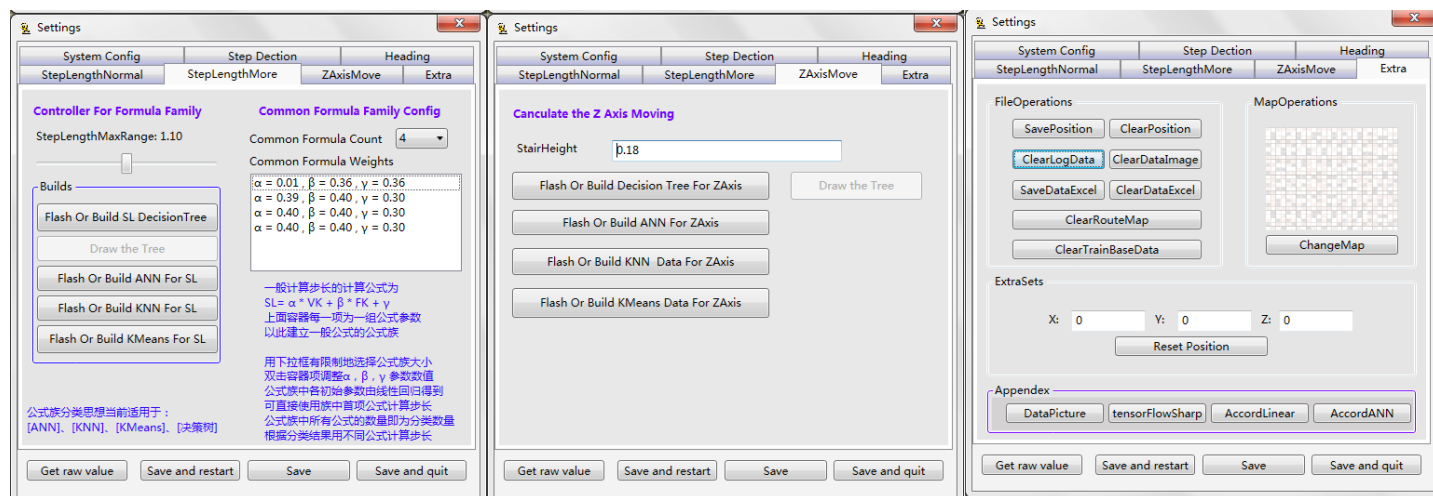 Settings
System Config
Step Dection
Heading
StepLengthNormal
StepLengthMore
ZAxisMove
Extra
Controller For Formula Family
StepLengthMaxRange: 1.10
Builds
Flash Or Build SL DecisionTree
Draw the Tree
Flash Or Build ANN For SL
Flash Or Build KNN For SL
Flash Or Build KMeans For SL
公式族分类思想当前适用于：
[ANN]、[KNN]、[KMeans]、[决策树]
Common Formula Family Config
Common Formula Count
4
Common Formula Weights
α = 0.01 , β = 0.36 , γ = 0.36
α = 0.39 , β = 0.40 , γ = 0.30
α = 0.40 , β = 0.40 , γ = 0.30
α = 0.40 , β = 0.40 , γ = 0.30
一般计算步长的计算公式为
SL= α * VK + β * FK + γ
上面容器每一项为一组公式参数
以此建立一般公式的公式族
用下拉框有限制地选择公式族大小
双击容器项调整α , β , γ 参数数值
公式族中各初始参数由线性回归得到
可直接使用族中首项公式计算步长
公式族中所有公式的数量即为分类数量
根据分类结果用不同公式计算步长
Get raw value
Save and restart
Save
Save and quit
Settings
System Config
Step Dection
Heading
StepLengthNormal
StepLengthMore
ZAxisMove
Extra
Canculate the Z Axis Moving
StairHeight
0.18
Flash Or Build Decision Tree For ZAxis
Draw the Tree
Flash Or Build ANN For ZAxis
Flash Or Build KNN Data For ZAxis
Flash Or Build KMeans Data For ZAxis
Get raw value
Save and restart
Save
Save and quit
Settings
System Config
Step Dection
Heading
StepLengthNormal
StepLengthMore
ZAxisMove
Extra
FileOperations
SavePosition
ClearPosition
ClearLogData
ClearDataImage
SaveDataExcel
ClearDataExcel
ClearRouteMap
ClearTrainBaseData
MapOperations
ChangeMap
ExtraSets
X: 0
Y: 0
Z: 0
Reset Position
Appendex
DataPicture
tensorFlowSharp
AccordLinear
AccordANN
Get raw value
Save and restart
Save
Save and quit